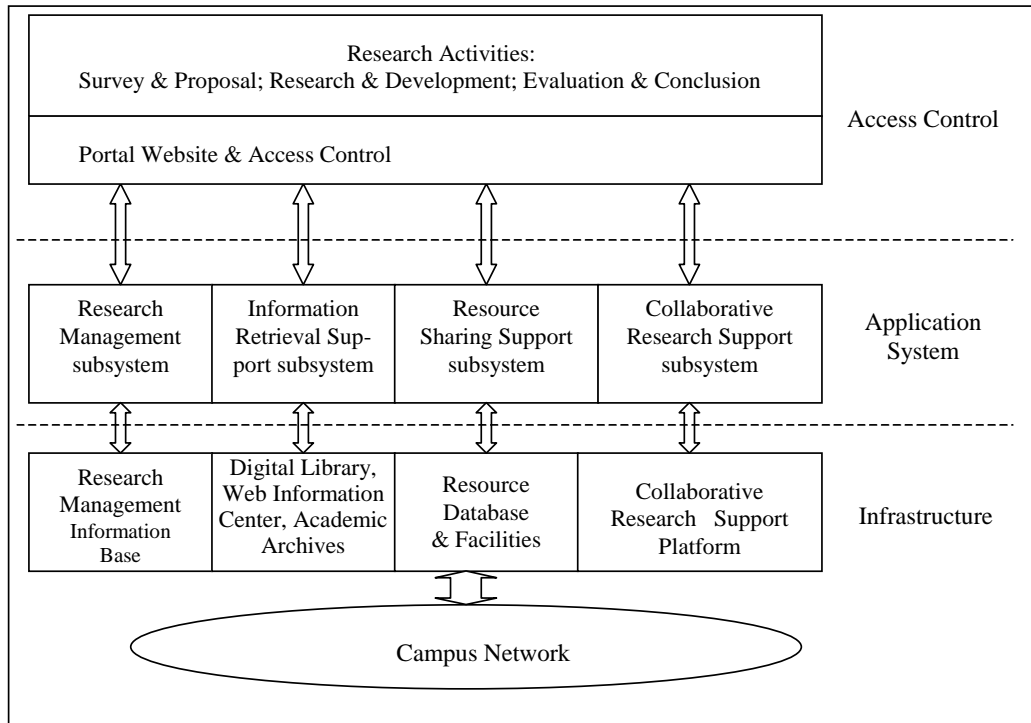 Research Activities:
Survey & Proposal; Research & Development; Evaluation & Conclusion
Access Control
Portal Website & Access Control
Research
Management
subsystem
Information
Retrieval Sup-
port subsystem
Resource
Sharing Support
subsystem
Collaborative
Research Support
subsystem
Application
System
Research
Management
Information
Base
Digital Library,
Web Information
Center, Academic
Archives
Resource
Database
& Facilities
Collaborative
Research Support
Platform
Infrastructure
Campus Network